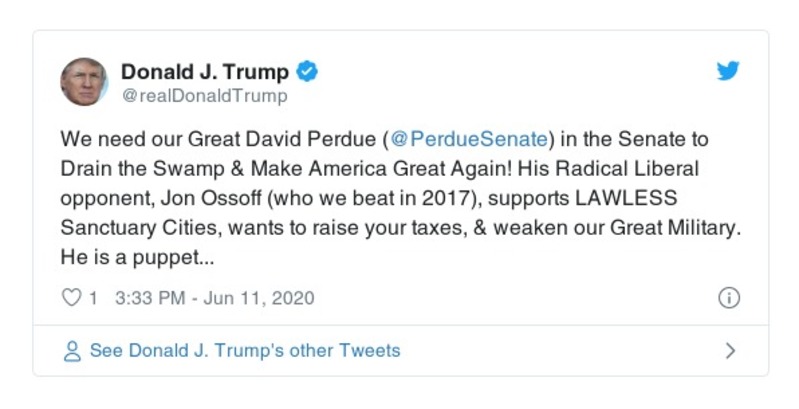 Donald J. Trump
@realDonaldTrump
We need our Great David Perdue (@PerdueSenate) in the Senate to
Drain the Swamp & Make America Great Again! His Radical Liberal
opponent, Jon Ossoff (who we beat in 2017), supports LAWLESS
Sanctuary Cities, wants to raise your taxes, & weaken our Great Military.
He is a puppet...
1 3:33 PM - Jun 11, 2020
See Donald J. Trump's other Tweets